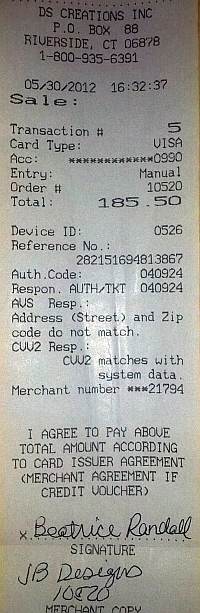 DS CREATIONS INC
P.O. BOX 88
RIVERSIDE, CT 06878
1-800-935-6391
05/30/2012 16:32:37
Sale:
Transaction # 5
Card Type: VISA
Acc: ************0990
Entry: Manual
Order # 10520
Total: 185.50
Device ID: 0526
Reference No.:
282151694813867
Auth.Code: 040924
Respon. AUTH/TKT 040924
AVS Resp.:
Address (Street) and Zip
code do not match.
CVV2 Resp.:
CVV2 matches with
system data.
Merchant number ***21794
I AGREE TO PAY ABOVE
TOTAL AMOUNT ACCORDING
TO CARD ISSUER AGREEMENT
(MERCHANT AGREEMENT IF
CREDIT VOUCHER)
x Beatrice Randall
SIGNATURE
JB Designs
10520
MERCHANT COPY